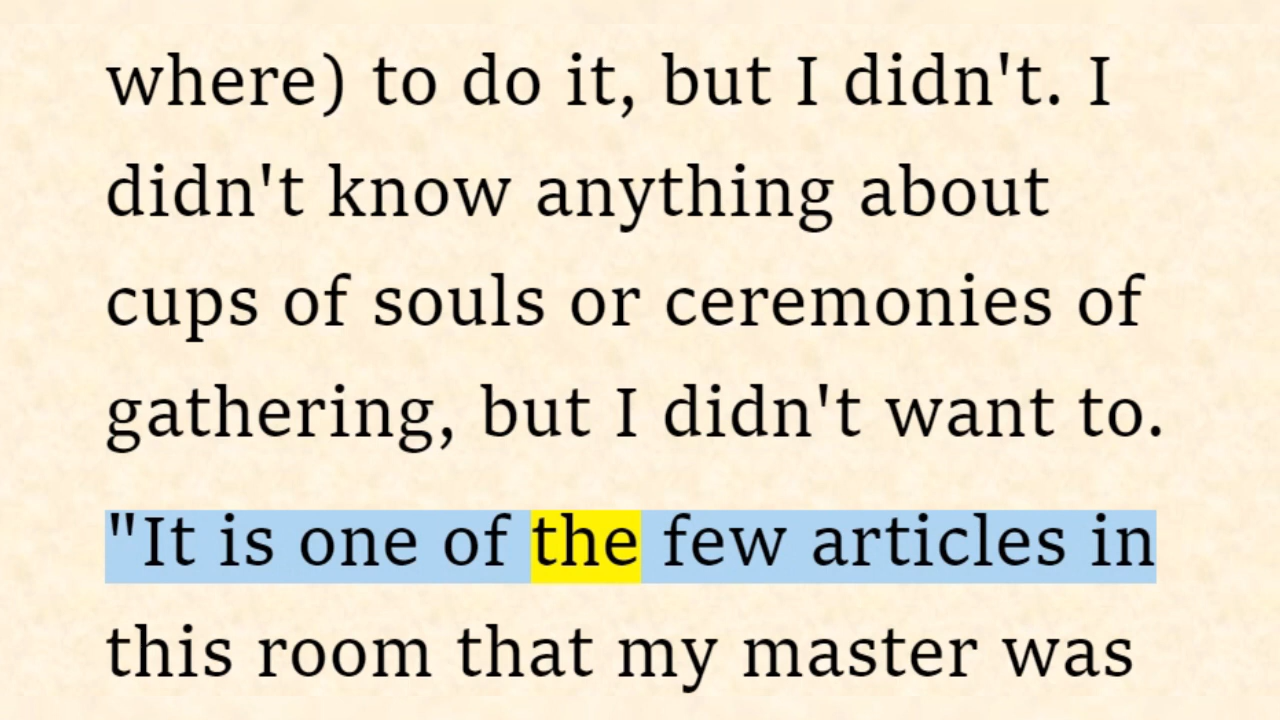 where) to do it, but I didn't. I
didn't know anything about
cups of souls or ceremonies of
gathering, but I didn't want to.
"It is one of the few articles in
this room that my master was